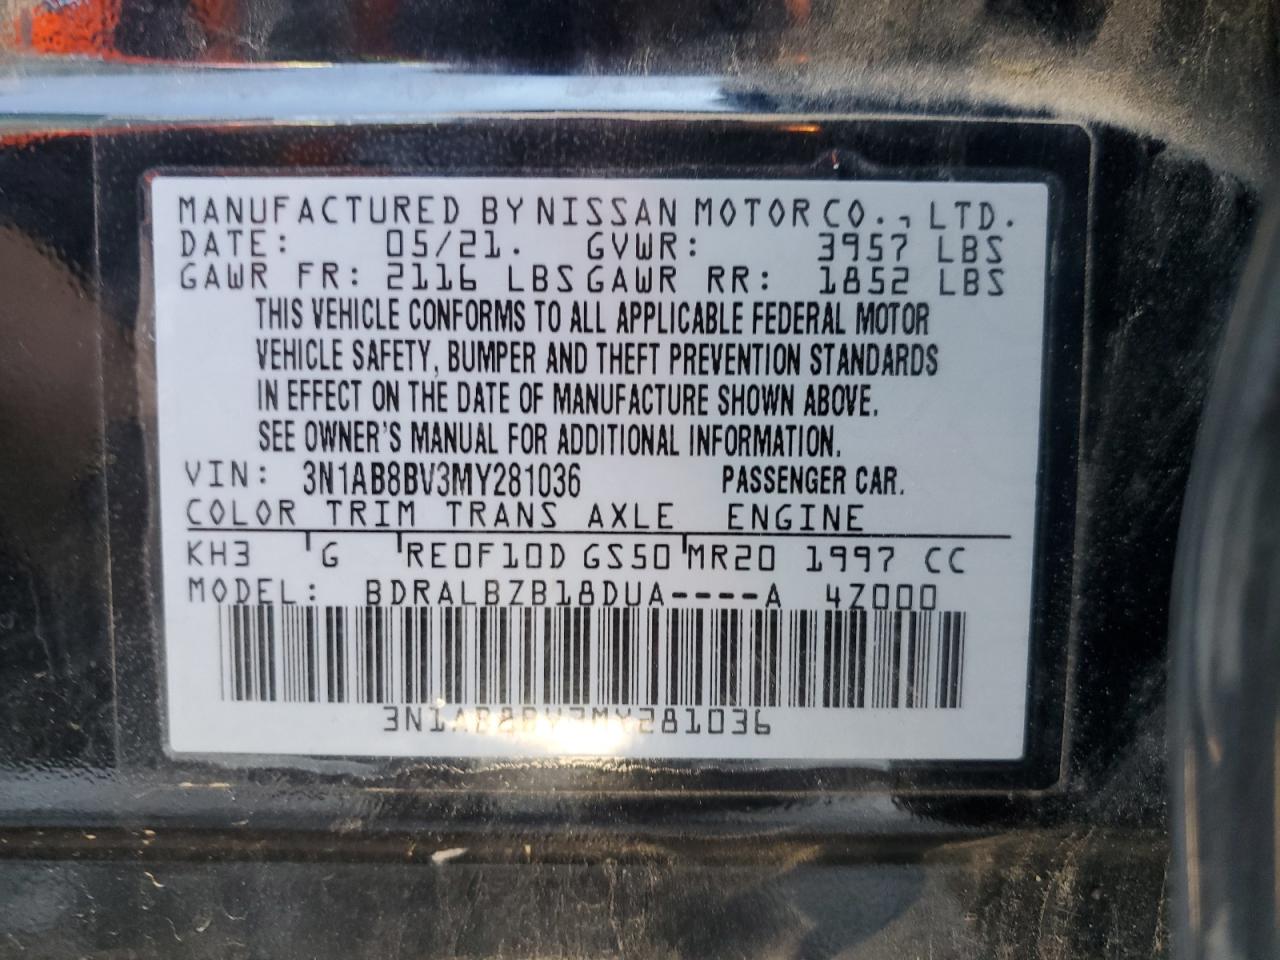 MANUFACTURED BY NISSAN MOTOR CO., LTD.
DATE: 05/21. GVWR: 3957 LBS
GAWR FR: 2116 LBS GAWR RR: 1852 LBS
THIS VEHICLE CONFORMS TO ALL APPLICABLE FEDERAL MOTOR
VEHICLE SAFETY, BUMPER AND THEFT PREVENTION STANDARDS
IN EFFECT ON THE DATE OF MANUFACTURE SHOWN ABOVE.
SEE OWNER'S MANUAL FOR ADDITIONAL INFORMATION.
VIN: 3N1AB8BV3MY281036 PASSENGER CAR.
COLOR TRIM TRANS AXLE ENGINE
KH3 G RE0F10D GS50 MR20 1997 CC
MODEL: BDRALBZB18DUA----A 4Z000
3N1AB8BV3MY281036